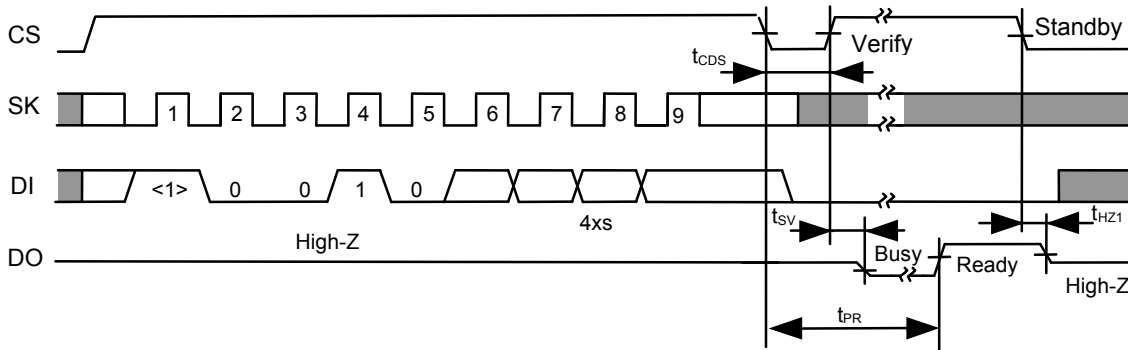 CS
Verify
Standby
tCDS
SK
1 2 3 4 5 6 7 8 9
DI
<1> 0 0 1 0
4xs
tSV
tHZ1
High-Z
DO
Busy
Ready
High-Z
tPR